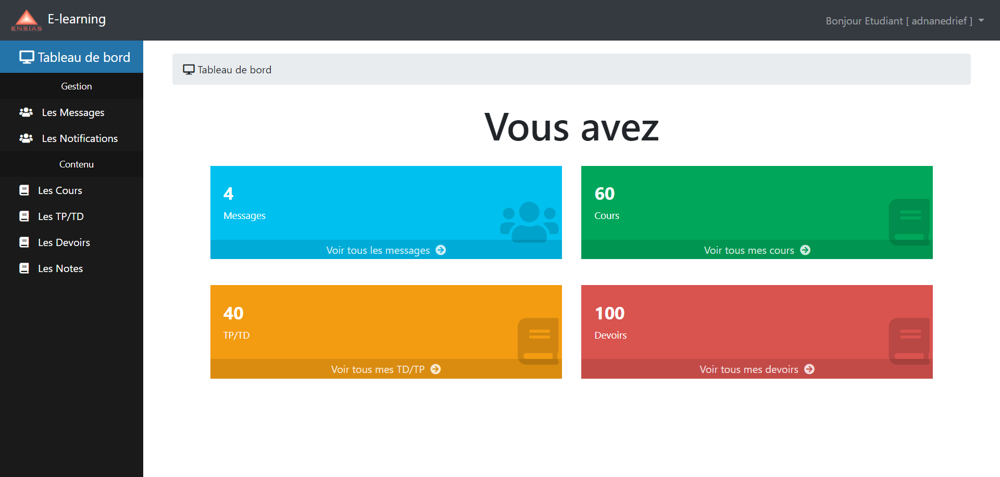 ENSIAS
E-learning
Bonjour Etudiant [ adnanedrief ]
Tableau de bord
Gestion
Les Messages
Les Notifications
Contenu
Les Cours
Les TP/TD
Les Devoirs
Les Notes
Tableau de bord
Vous avez
4
Messages
Voir tous les messages
60
Cours
Voir tous mes cours
40
TP/TD
Voir tous mes TD/TP
100
Devoirs
Voir tous mes devoirs